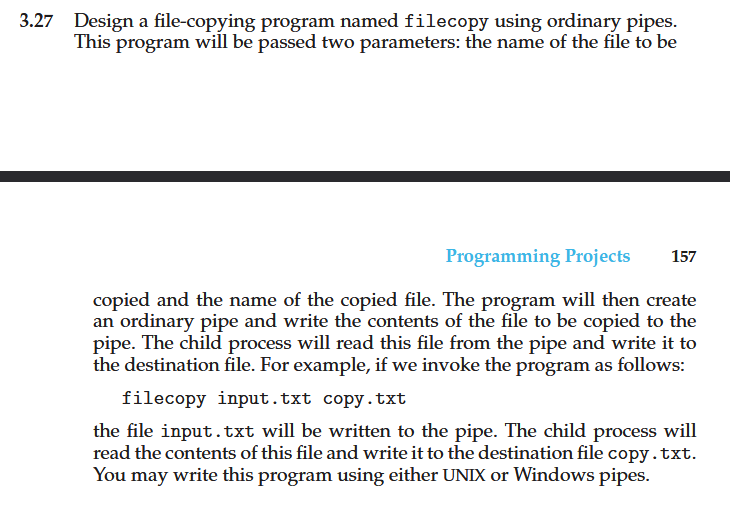 3.27 Design a file-copying program named filecopy using ordinary pipes.
This program will be passed two parameters: the name of the file to be
Programming Projects 157
copied and the name of the copied file. The program will then create
an ordinary pipe and write the contents of the file to be copied to the
pipe. The child process will read this file from the pipe and write it to
the destination file. For example, if we invoke the program as follows:
filecopy input.txt copy.txt
the file input.txt will be written to the pipe. The child process will
read the contents of this file and write it to the destination file copy.txt.
You may write this program using either UNIX or Windows pipes.